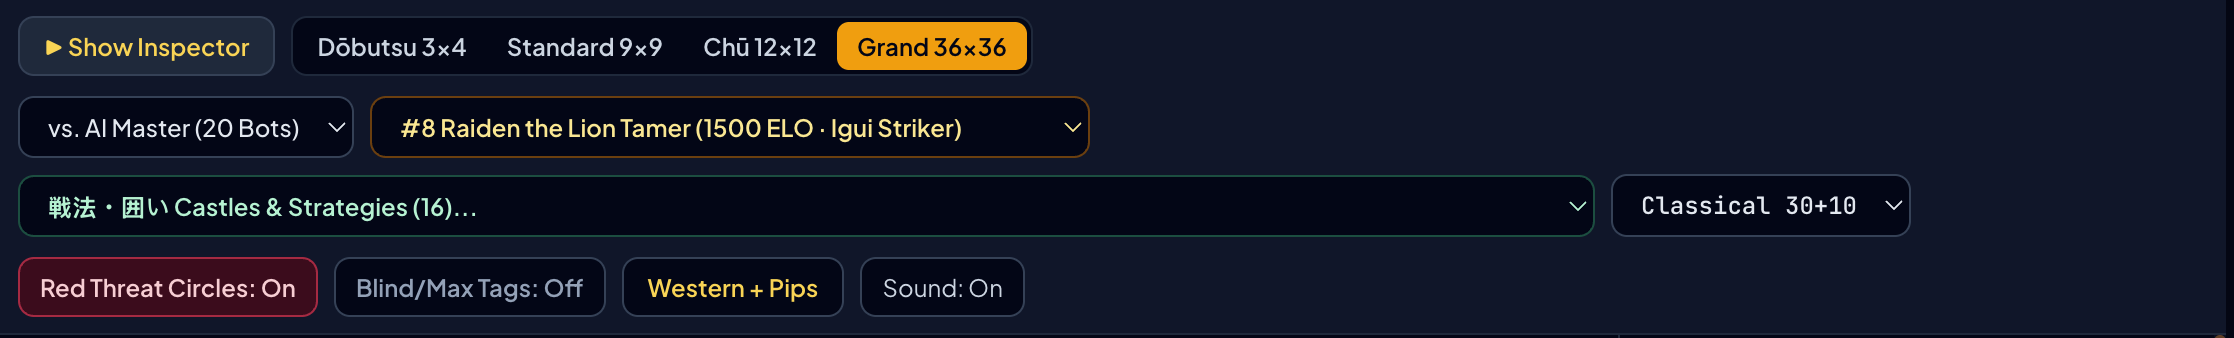 ▶ Show Inspector Dōbutsu 3×4 Standard 9×9 Chū 12×12 Grand 36×36
vs. AI Master (20 Bots) #8 Raiden the Lion Tamer (1500 ELO · Igui Striker)
戦法・囲い Castles & Strategies (16)... Classical 30+10
Red Threat Circles: On Blind/Max Tags: Off Western + Pips Sound: On